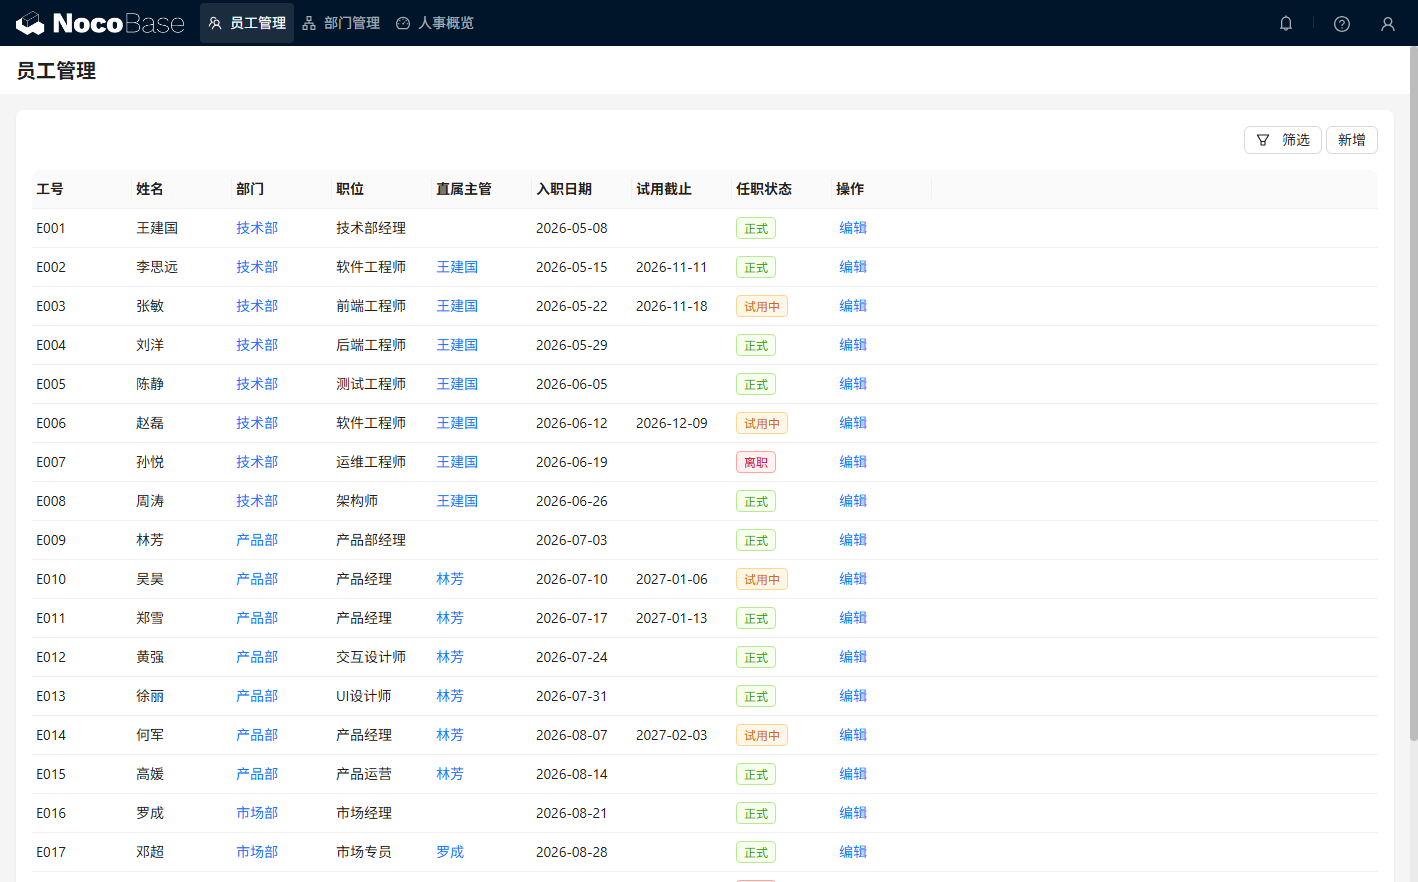 NocoBase 员工管理 部门管理 人事概览
员工管理
筛选 新增
工号 姓名 部门 职位 直属主管 入职日期 试用截止 任职状态 操作
E001 王建国 技术部 技术部经理 2026-05-08 正式 编辑
E002 李思远 技术部 软件工程师 王建国 2026-05-15 2026-11-11 正式 编辑
E003 张敏 技术部 前端工程师 王建国 2026-05-22 2026-11-18 试用中 编辑
E004 刘洋 技术部 后端工程师 王建国 2026-05-29 正式 编辑
E005 陈静 技术部 测试工程师 王建国 2026-06-05 正式 编辑
E006 赵磊 技术部 软件工程师 王建国 2026-06-12 2026-12-09 试用中 编辑
E007 孙悦 技术部 运维工程师 王建国 2026-06-19 离职 编辑
E008 周涛 技术部 架构师 王建国 2026-06-26 正式 编辑
E009 林芳 产品部 产品部经理 2026-07-03 正式 编辑
E010 吴昊 产品部 产品经理 林芳 2026-07-10 2027-01-06 试用中 编辑
E011 郑雪 产品部 产品经理 林芳 2026-07-17 2027-01-13 正式 编辑
E012 黄强 产品部 交互设计师 林芳 2026-07-24 正式 编辑
E013 徐丽 产品部 UI设计师 林芳 2026-07-31 正式 编辑
E014 何军 产品部 产品经理 林芳 2026-08-07 2027-02-03 试用中 编辑
E015 高媛 产品部 产品运营 林芳 2026-08-14 正式 编辑
E016 罗成 市场部 市场经理 2026-08-21 正式 编辑
E017 邓超 市场部 市场专员 罗成 2026-08-28 正式 编辑